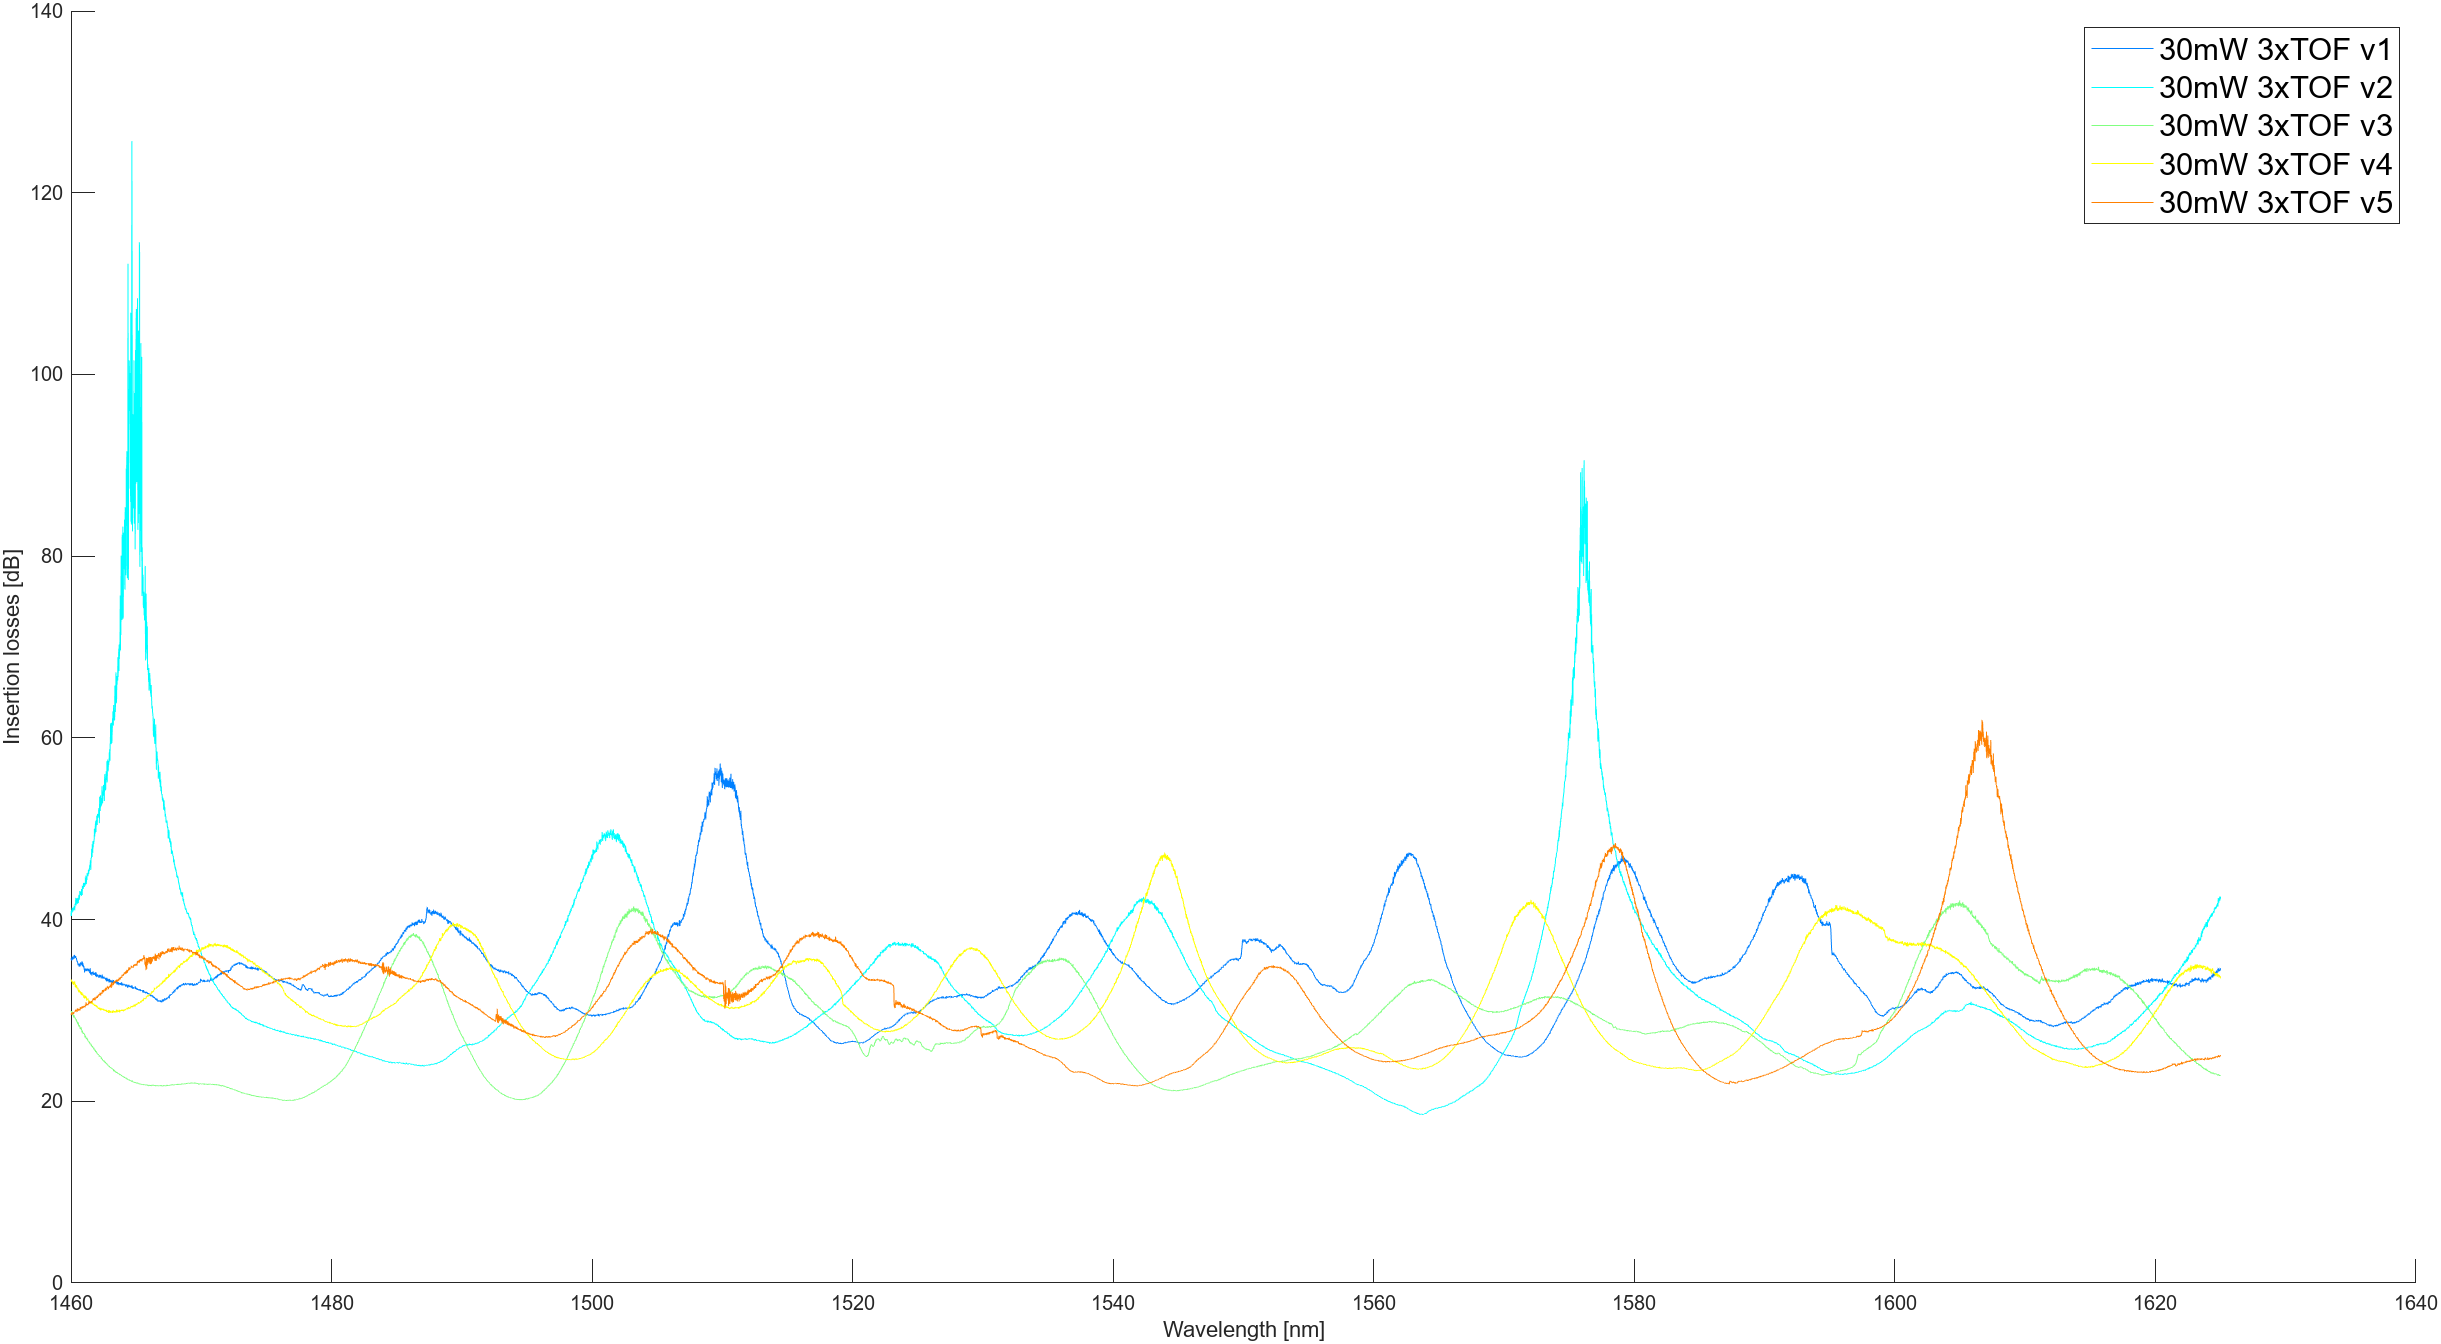 140
120
100
80
60
40
20
0
Insertion losses [dB]
1460 1480 1500 1520 1540 1560 1580 1600 1620 1640
Wavelength [nm]
30mW 3xTOF v1
30mW 3xTOF v2
30mW 3xTOF v3
30mW 3xTOF v4
30mW 3xTOF v5